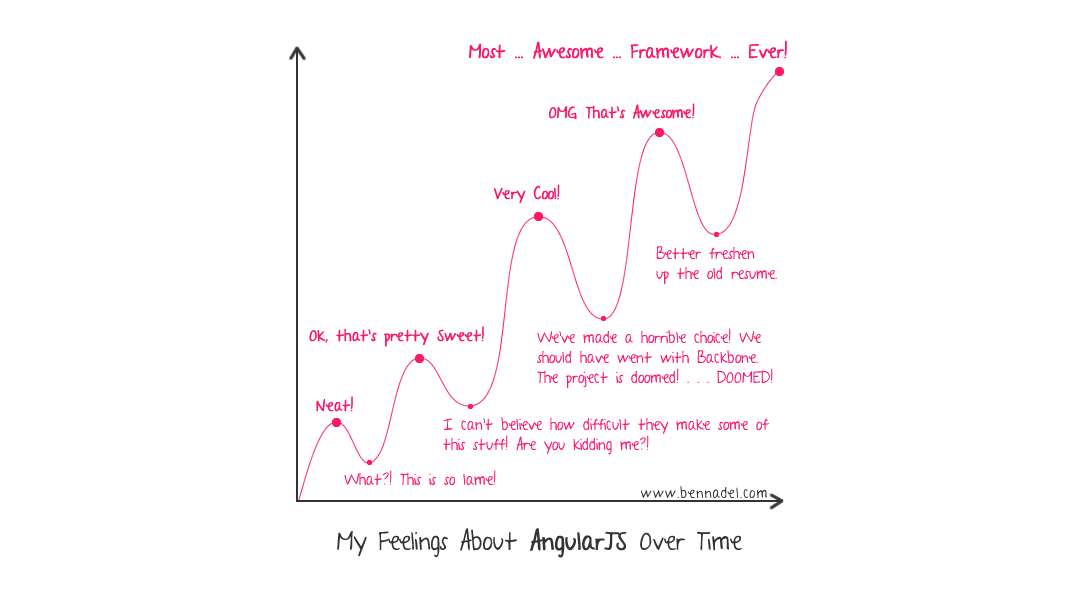 Most ... Awesome ... Framework ... Ever!
OMG That's Awesome!
Very Cool!
Better freshen
up the old resume.
OK, that's pretty Sweet!
We've made a horrible choice! We
should have went with Backbone.
The project is doomed! . . . DOOMED!
Neat!
I can't believe how difficult they make some of
this stuff! Are you kidding me?!
What?! This is so lame!
www.bennadel.com
My Feelings About AngularJS Over Time